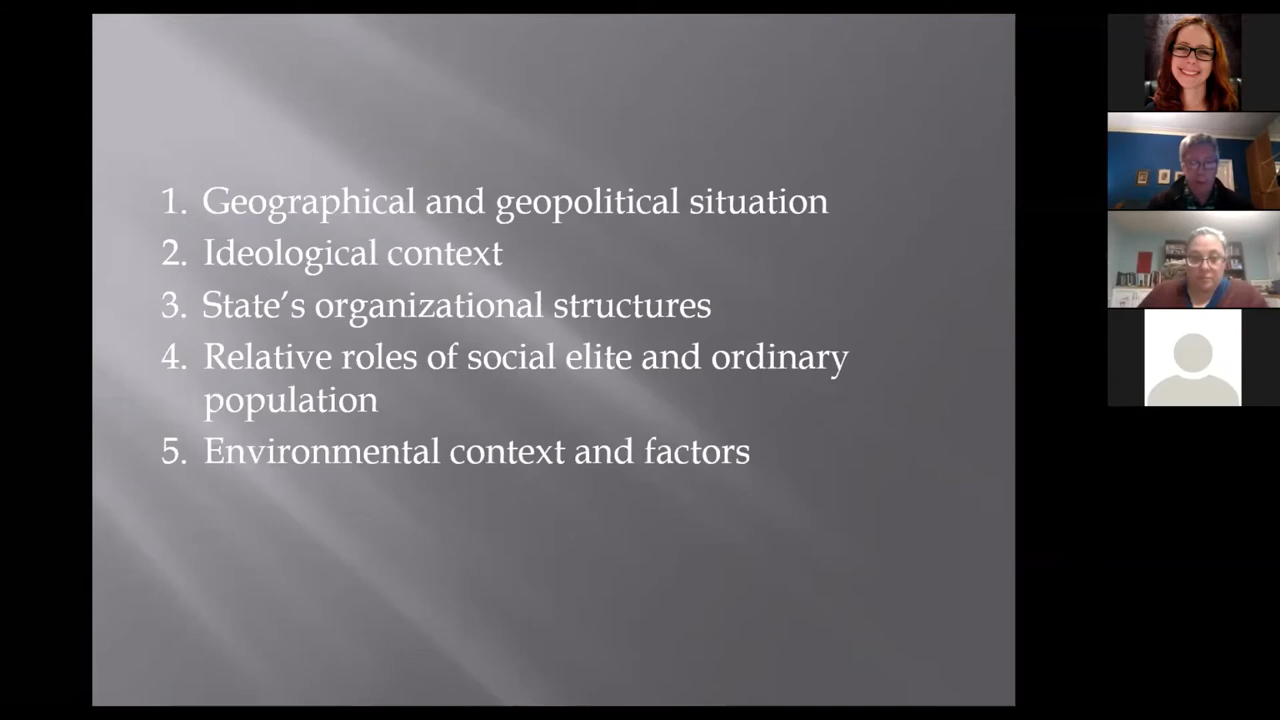 1. Geographical and geopolitical situation
2. Ideological context
3. State’s organizational structures
4. Relative roles of social elite and ordinary
population
5. Environmental context and factors